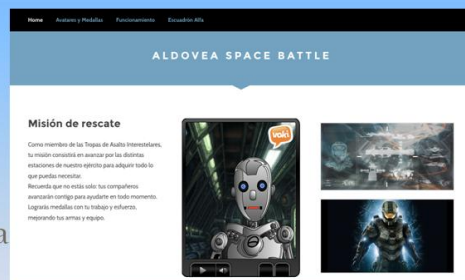 Home Avatares y Medallas Funcionamiento Escuadrón Alfa
ALDOVEA SPACE BATTLE
Misión de rescate
Como miembro de las Tropas de Asalto Interestelares,
tu misión consistirá en avanzar por las distintas
estaciones de nuestro ejército para adquirir todo lo
que puedas necesitar.
Recuerda que no estás solo: tus compañeros
avanzarán contigo para ayudarte en todo momento.
Lograrás medallas con tu trabajo y esfuerzo,
mejorando tus armas y equipo.
voki
a